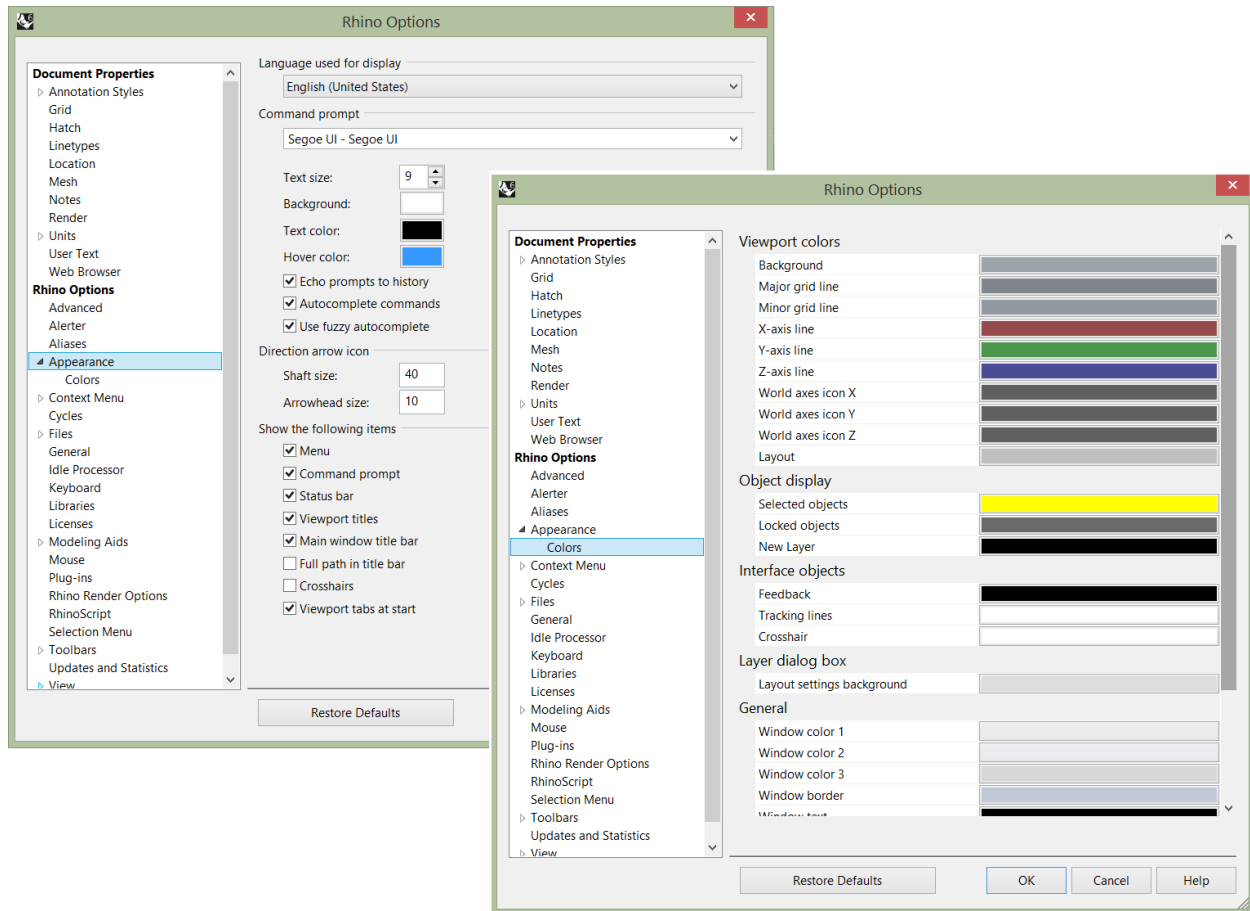 Rhino Options
Document Properties
Annotation Styles
Grid
Hatch
Linetypes
Location
Mesh
Notes
Render
Units
User Text
Web Browser
Rhino Options
Advanced
Alerter
Aliases
Appearance
Colors
Context Menu
Cycles
Files
General
Idle Processor
Keyboard
Libraries
Licenses
Modeling Aids
Mouse
Plug-ins
Rhino Render Options
RhinoScript
Selection Menu
Toolbars
Updates and Statistics
View
Language used for display
English (United States)
Command prompt
Segoe UI - Segoe UI
Text size: 9
Background:
Text color:
Hover color:
Echo prompts to history
Autocomplete commands
Use fuzzy autocomplete
Direction arrow icon
Shaft size: 40
Arrowhead size: 10
Show the following items
Menu
Command prompt
Status bar
Viewport titles
Main window title bar
Full path in title bar
Crosshairs
Viewport tabs at start
Restore Defaults
Rhino Options
Document Properties
Annotation Styles
Grid
Hatch
Linetypes
Location
Mesh
Notes
Render
Units
User Text
Web Browser
Rhino Options
Advanced
Alerter
Aliases
Appearance
Colors
Context Menu
Cycles
Files
General
Idle Processor
Keyboard
Libraries
Licenses
Modeling Aids
Mouse
Plug-ins
Rhino Render Options
RhinoScript
Selection Menu
Toolbars
Updates and Statistics
View
Viewport colors
Background
Major grid line
Minor grid line
X-axis line
Y-axis line
Z-axis line
World axes icon X
World axes icon Y
World axes icon Z
Layout
Object display
Selected objects
Locked objects
New Layer
Interface objects
Feedback
Tracking lines
Crosshair
Layer dialog box
Layout settings background
General
Window color 1
Window color 2
Window color 3
Window border
Window text
Restore Defaults
OK
Cancel
Help